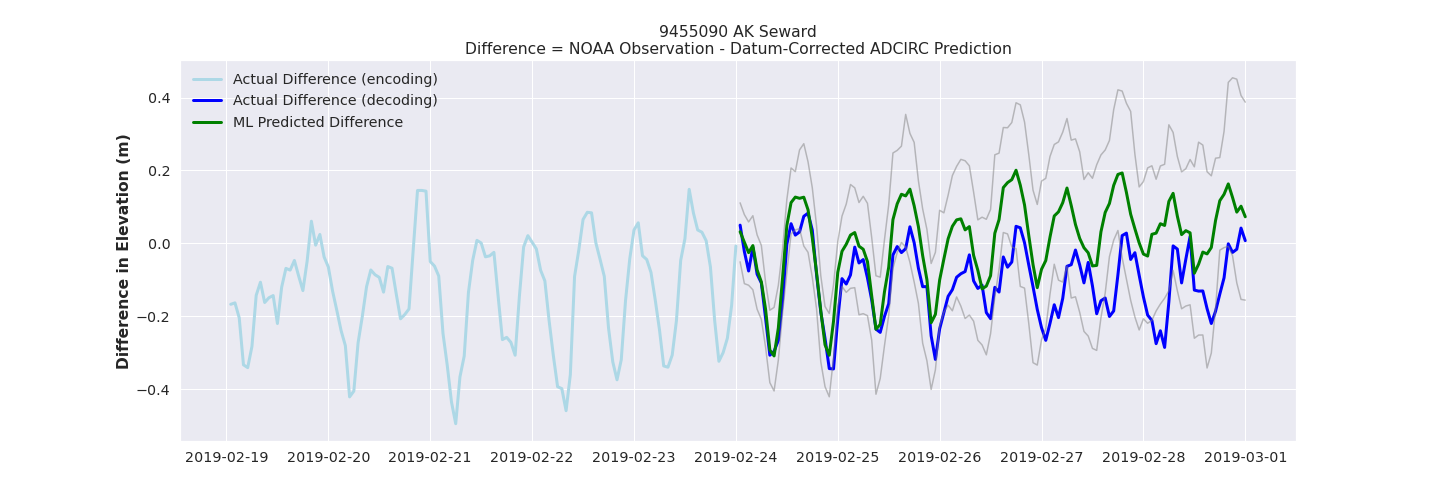 9455090 AK Seward
Difference = NOAA Observation - Datum-Corrected ADCIRC Prediction
Actual Difference (encoding)
Actual Difference (decoding)
ML Predicted Difference
Difference in Elevation (m)
0.4
0.2
0.0
−0.2
−0.4
2019-02-19 2019-02-20 2019-02-21 2019-02-22 2019-02-23 2019-02-24 2019-02-25 2019-02-26 2019-02-27 2019-02-28 2019-03-01